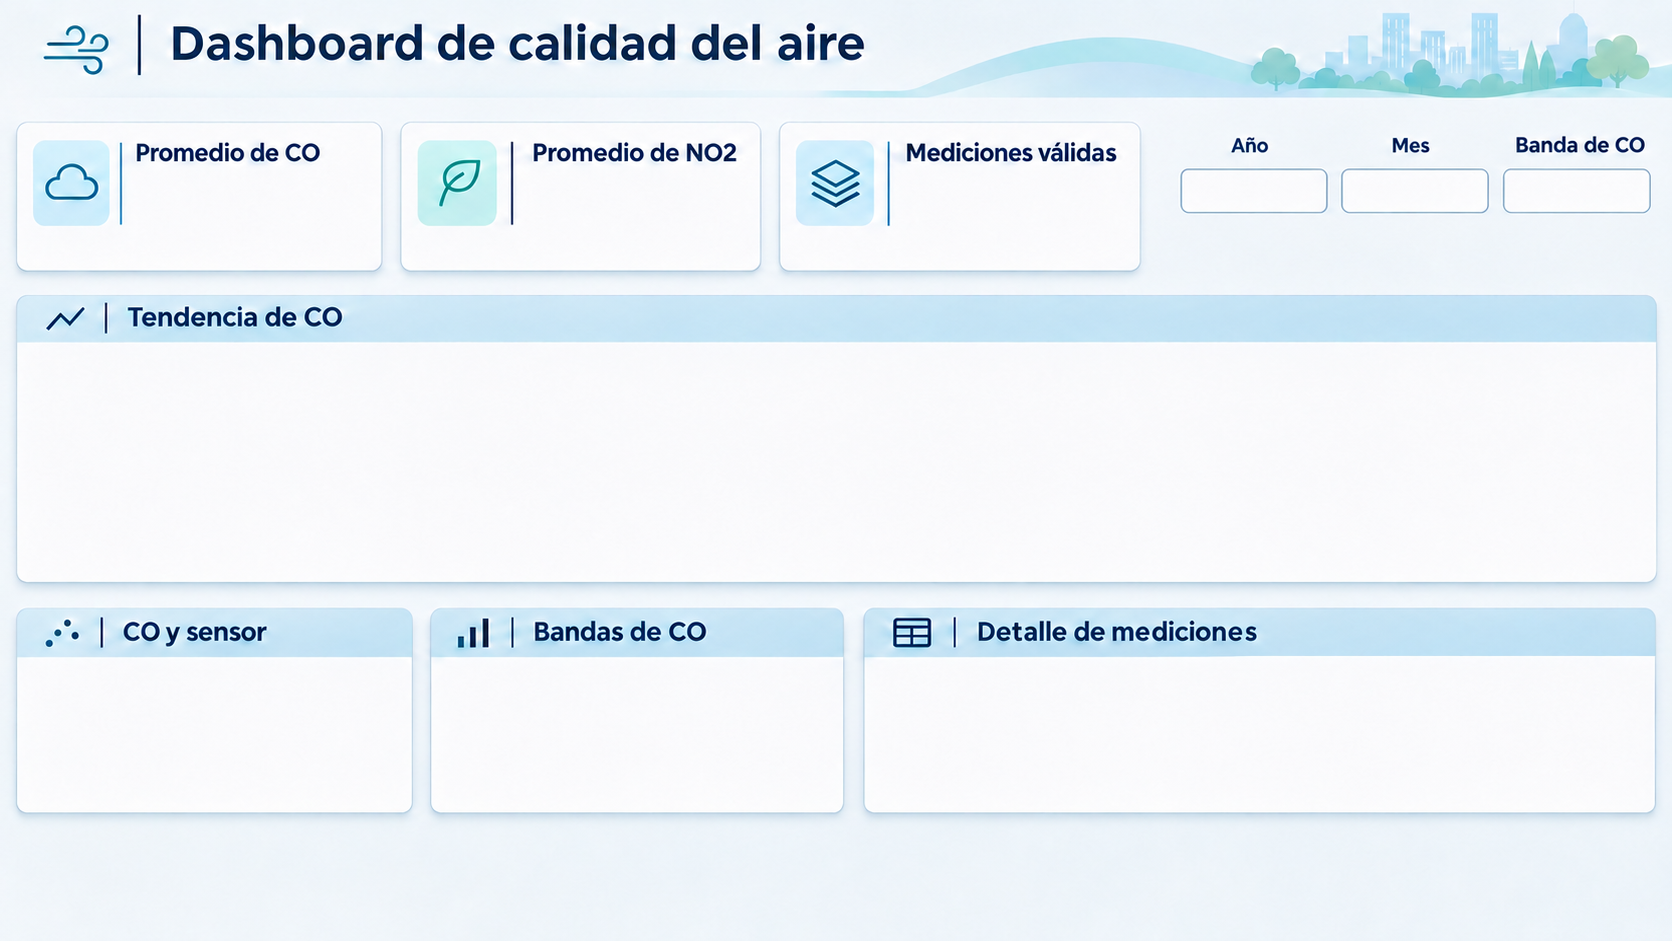 Dashboard de calidad del aire
Promedio de CO
Promedio de NO2
Mediciones válidas
Año
Mes
Banda de CO
Tendencia de CO
CO y sensor
Bandas de CO
Detalle de mediciones